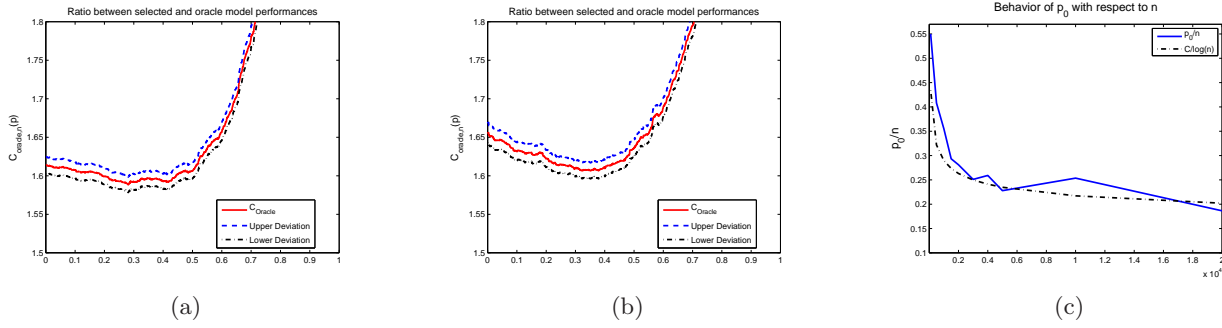 Ratio between selected and oracle model performances
C_oracle,n(p)
1.8
1.75
1.7
1.65
1.6
1.55
1.5
C_Oracle
Upper Deviation
Lower Deviation
0 0.1 0.2 0.3 0.4 0.5 0.6 0.7 0.8 0.9 1
(a)
Ratio between selected and oracle model performances
C_oracle,n(p)
1.8
1.75
1.7
1.65
1.6
1.55
1.5
C_Oracle
Upper Deviation
Lower Deviation
0 0.1 0.2 0.3 0.4 0.5 0.6 0.7 0.8 0.9 1
(b)
Behavior of p_0 with respect to n
p_0/n
0.55
0.5
0.45
0.4
0.35
0.3
0.25
0.2
0.15
0.1
p_0/n
C/log(n)
0.2 0.4 0.6 0.8 1 1.2 1.4 1.6 1.8 2
x 10^4
(c)